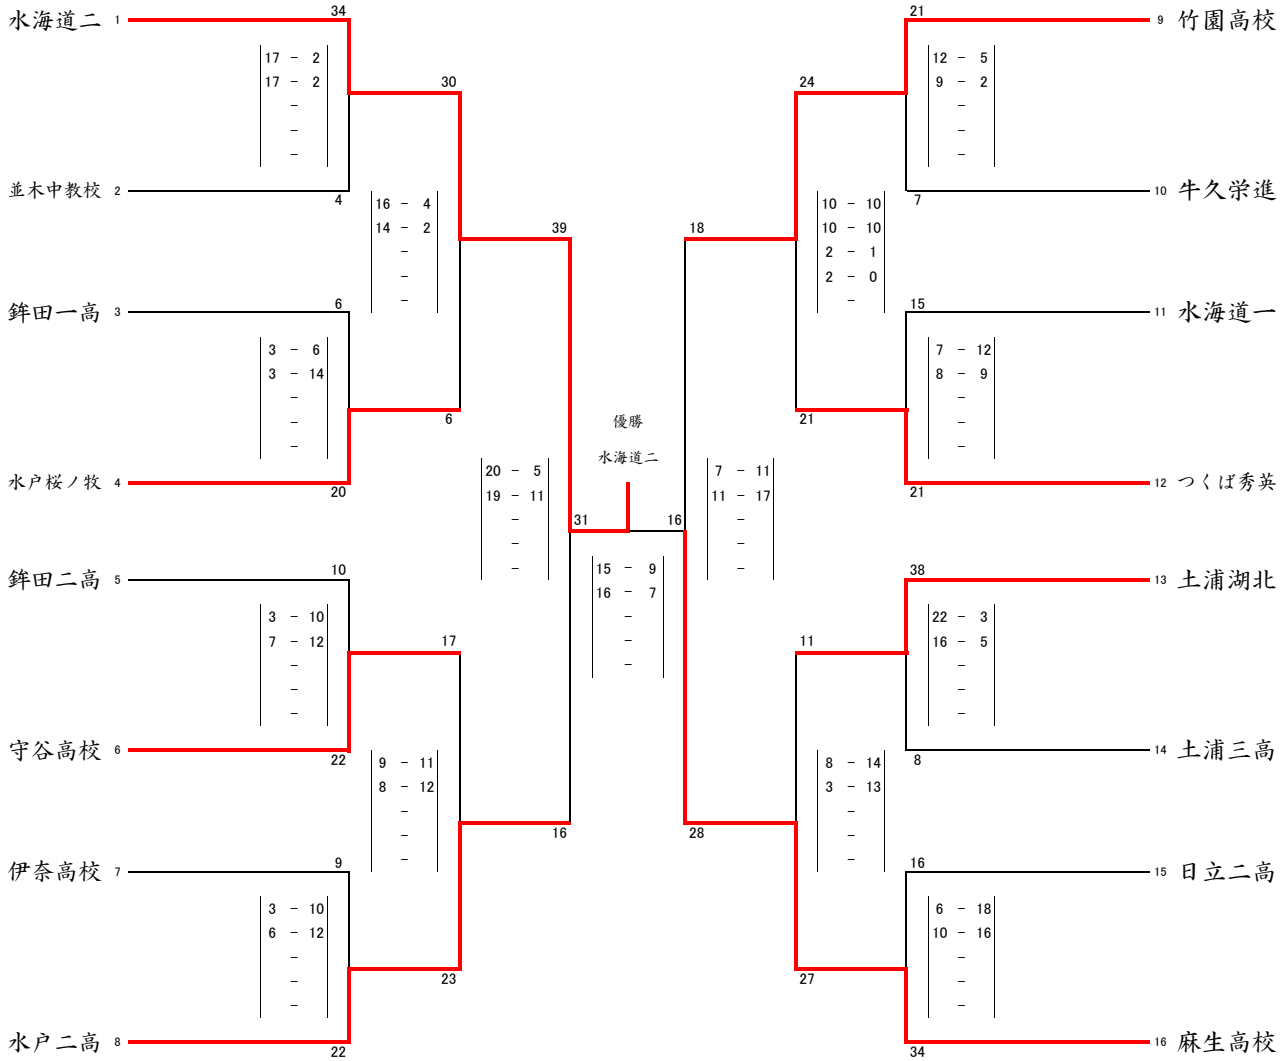 水海道二 1 34
17 - 2
17 - 2
-
-
-
並木中教校 2 4
30
鉾田一高 3 6
3 - 6
3 - 14
-
-
-
水戸桜ノ牧 4 20
16 - 4
14 - 2
-
-
-
6
39
鉾田二高 5 10
3 - 10
7 - 12
-
-
-
守谷高校 6 22
17
伊奈高校 7 9
3 - 10
6 - 12
-
-
-
水戸二高 8 22
9 - 11
8 - 12
-
-
-
23
16
20 - 5
19 - 11
-
-
-
優勝
水海道二
31 16
15 - 9
16 - 7
-
-
-
21 9 竹園高校
12 - 5
9 - 2
-
-
-
7 10 牛久栄進
24
15 11 水海道一
7 - 12
8 - 9
-
-
-
21 12 つくば秀英
10 - 10
10 - 10
2 - 1
2 - 0
-
21
18
38 13 土浦湖北
22 - 3
16 - 5
-
-
-
8 14 土浦三高
11
16 15 日立二高
6 - 18
10 - 16
-
-
-
34 16 麻生高校
8 - 14
3 - 13
-
-
-
27
28
7 - 11
11 - 17
-
-
-